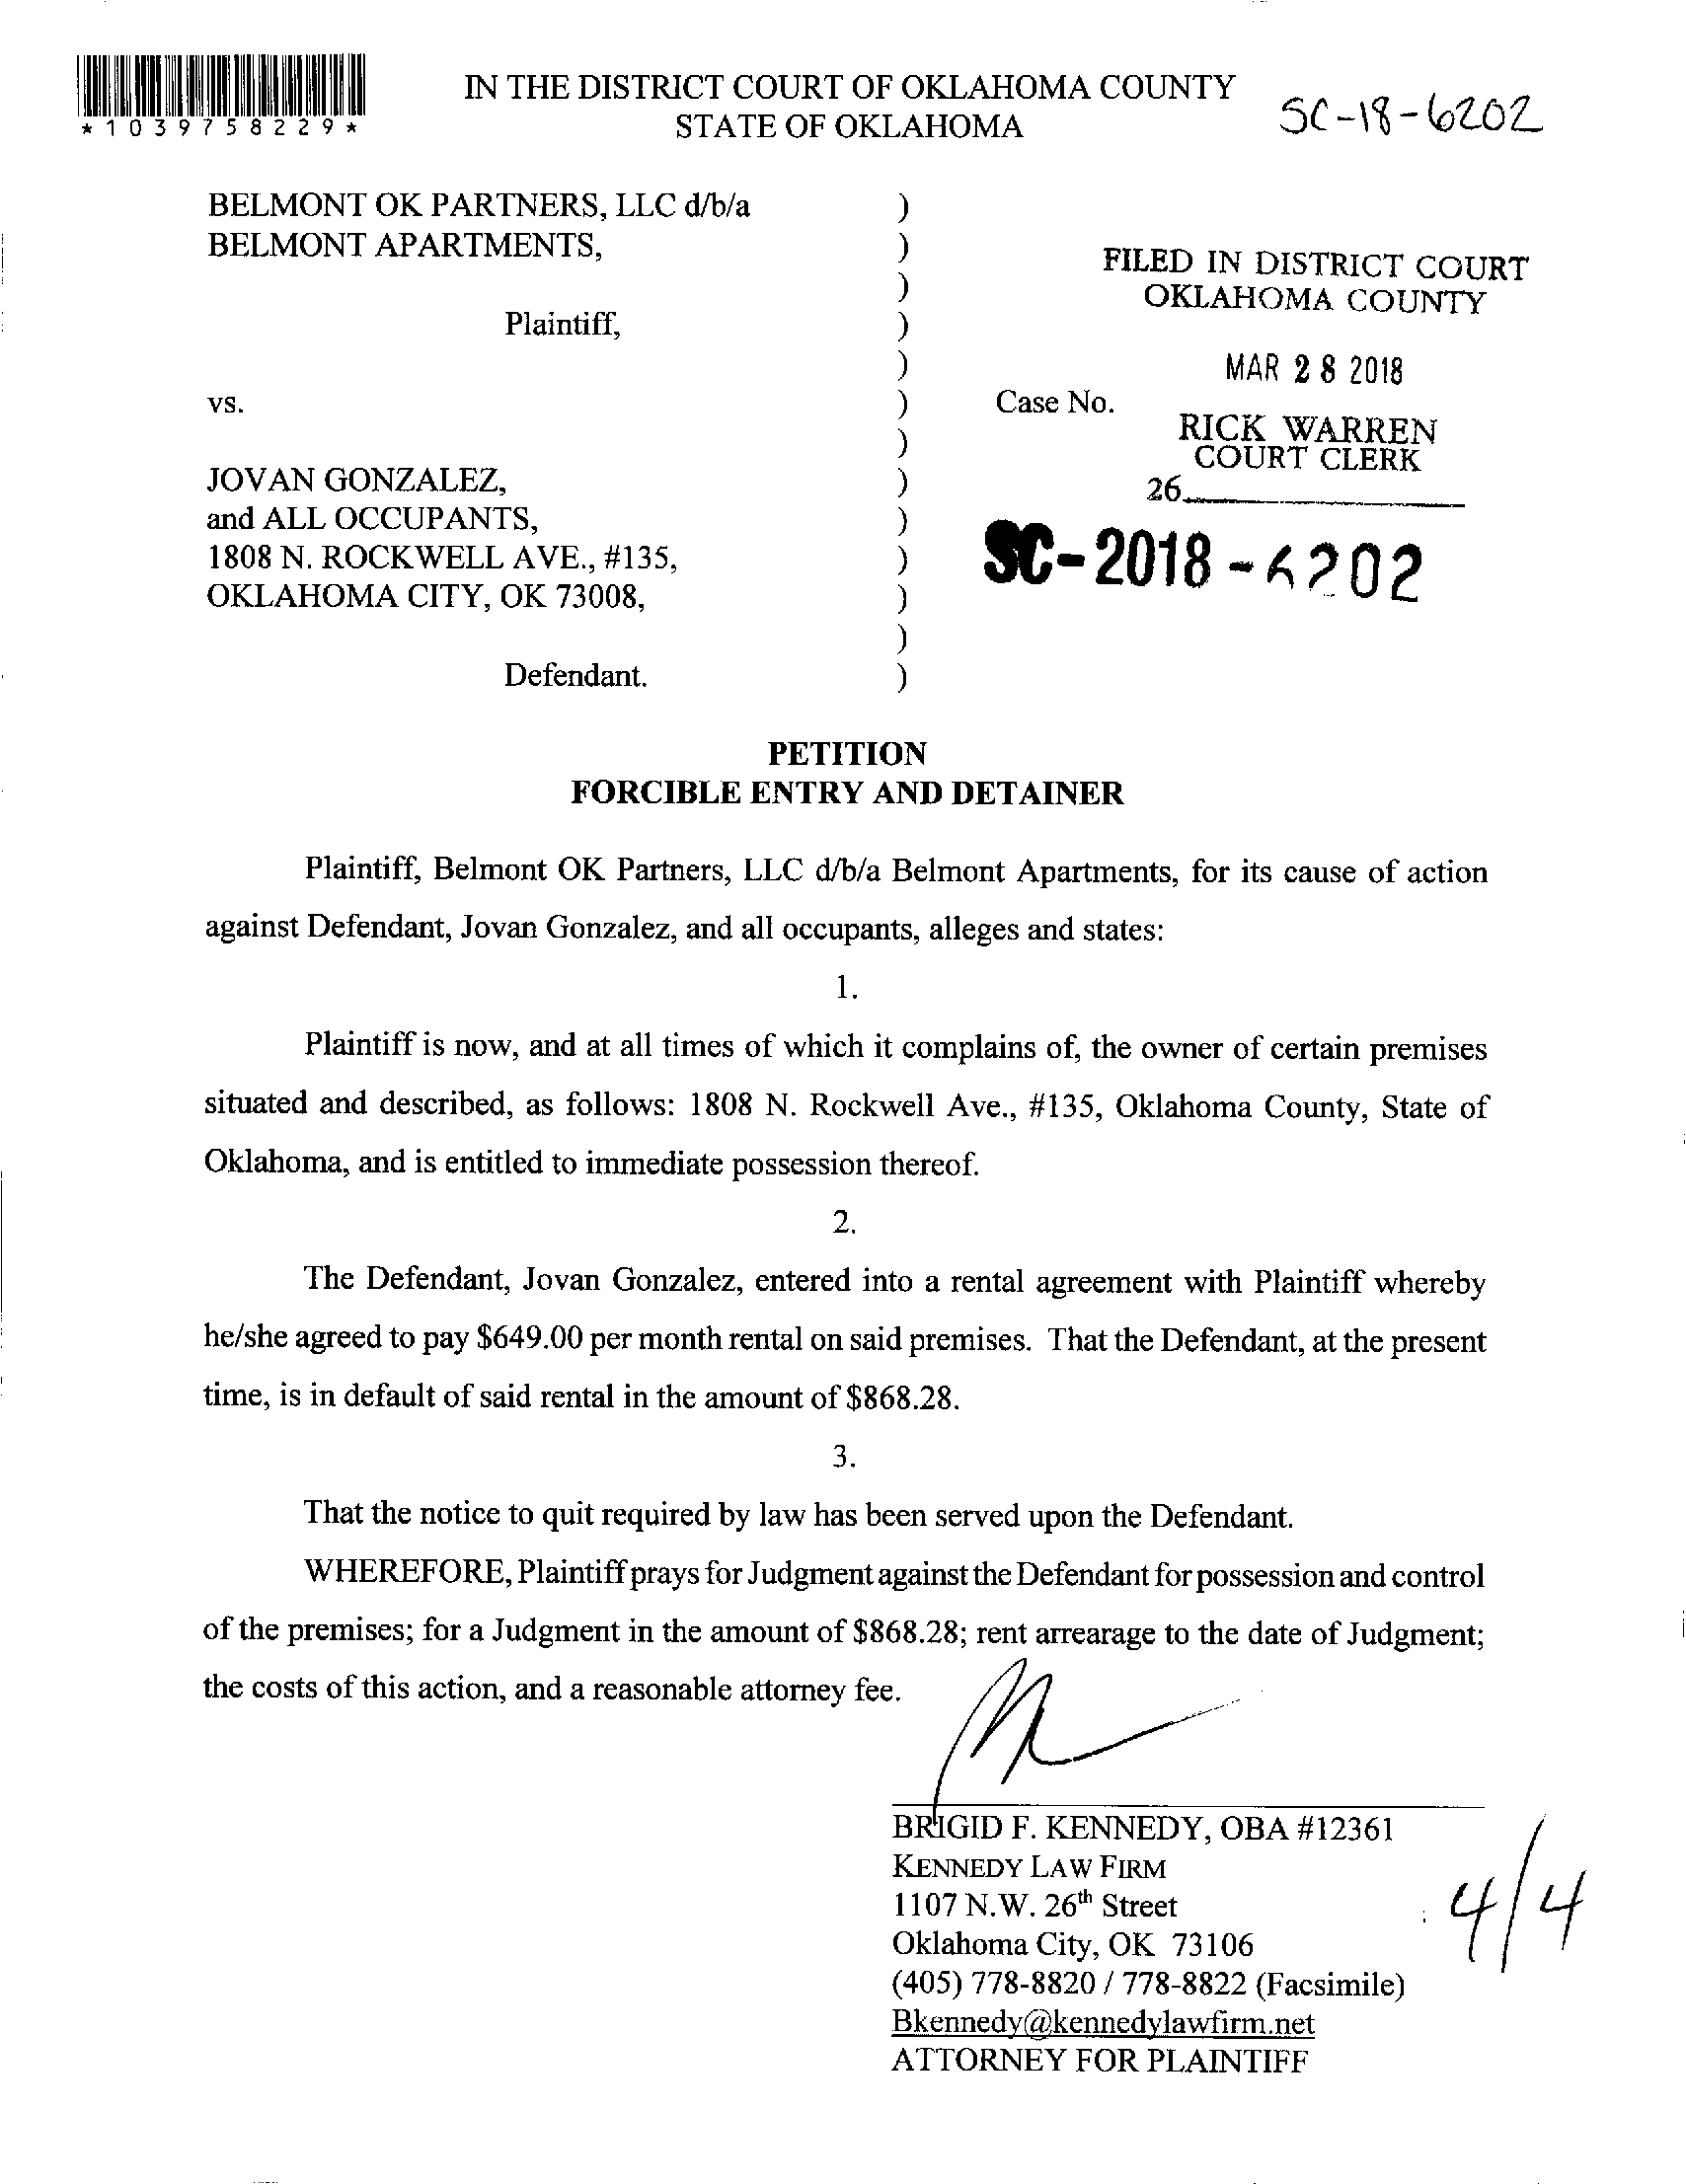 *1039758229*
IN THE DISTRICT COURT OF OKLAHOMA COUNTY
STATE OF OKLAHOMA
SC-18-6202
BELMONT OK PARTNERS, LLC d/b/a )
BELMONT APARTMENTS, )
)
Plaintiff, )
)
vs. )
)
JOVAN GONZALEZ, )
and ALL OCCUPANTS, )
1808 N. ROCKWELL AVE., #135, )
OKLAHOMA CITY, OK 73008, )
)
Defendant. )
FILED IN DISTRICT COURT
OKLAHOMA COUNTY
MAR 28 2018
Case No.
RICK WARREN
COURT CLERK
26
SC-2018-6202
PETITION
FORCIBLE ENTRY AND DETAINER
Plaintiff, Belmont OK Partners, LLC d/b/a Belmont Apartments, for its cause of action
against Defendant, Jovan Gonzalez, and all occupants, alleges and states:
1.
Plaintiff is now, and at all times of which it complains of, the owner of certain premises
situated and described, as follows: 1808 N. Rockwell Ave., #135, Oklahoma County, State of
Oklahoma, and is entitled to immediate possession thereof.
2.
The Defendant, Jovan Gonzalez, entered into a rental agreement with Plaintiff whereby
he/she agreed to pay $649.00 per month rental on said premises. That the Defendant, at the present
time, is in default of said rental in the amount of $868.28.
3.
That the notice to quit required by law has been served upon the Defendant.
WHEREFORE, Plaintiff prays for Judgment against the Defendant for possession and control
of the premises; for a Judgment in the amount of $868.28; rent arrearage to the date of Judgment;
the costs of this action, and a reasonable attorney fee.
BRIGID F. KENNEDY, OBA #12361
KENNEDY LAW FIRM
1107 N.W. 26th Street
Oklahoma City, OK 73106
(405) 778-8820 / 778-8822 (Facsimile)
Bkennedy@kennedylawfirm.net
ATTORNEY FOR PLAINTIFF
4/4